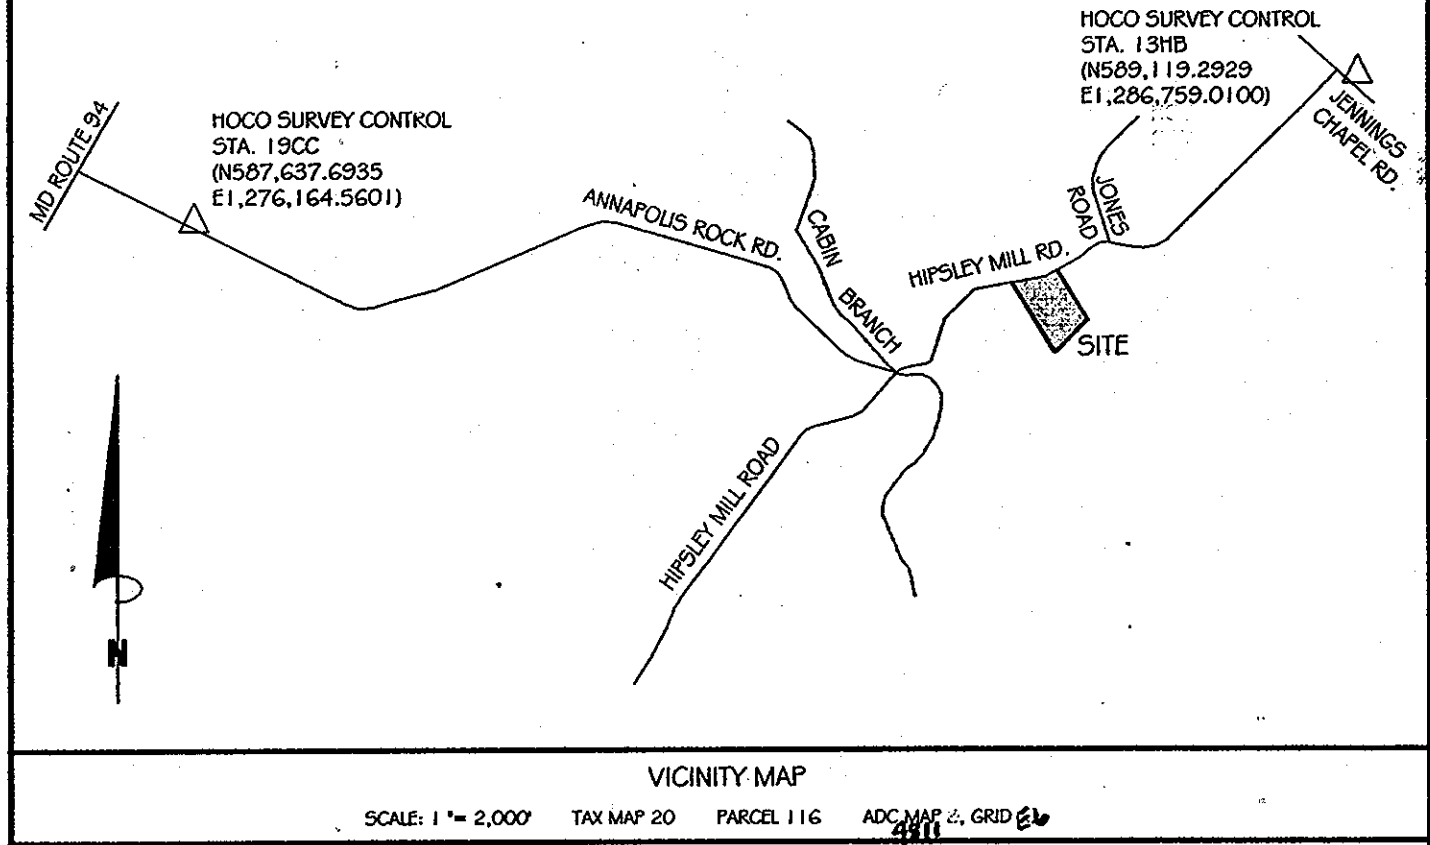 HOCO SURVEY CONTROL
STA. 13HB
(N589,119.2929
E1,286,759.0100)
MD ROUTE 94
HOCO SURVEY CONTROL
STA. 19CC
(N587,637.6935
E1,276,164.5601)
JENNINGS
CHAPEL RD.
ANNAPOLIS ROCK RD.
CABIN
BRANCH
JONES
ROAD
HIPSLEY MILL RD.
SITE
HIPSLEY MILL ROAD
N
VICINITY MAP
SCALE: 1 "= 2,000' TAX MAP 20 PARCEL 116 ADC MAP , GRID
4811